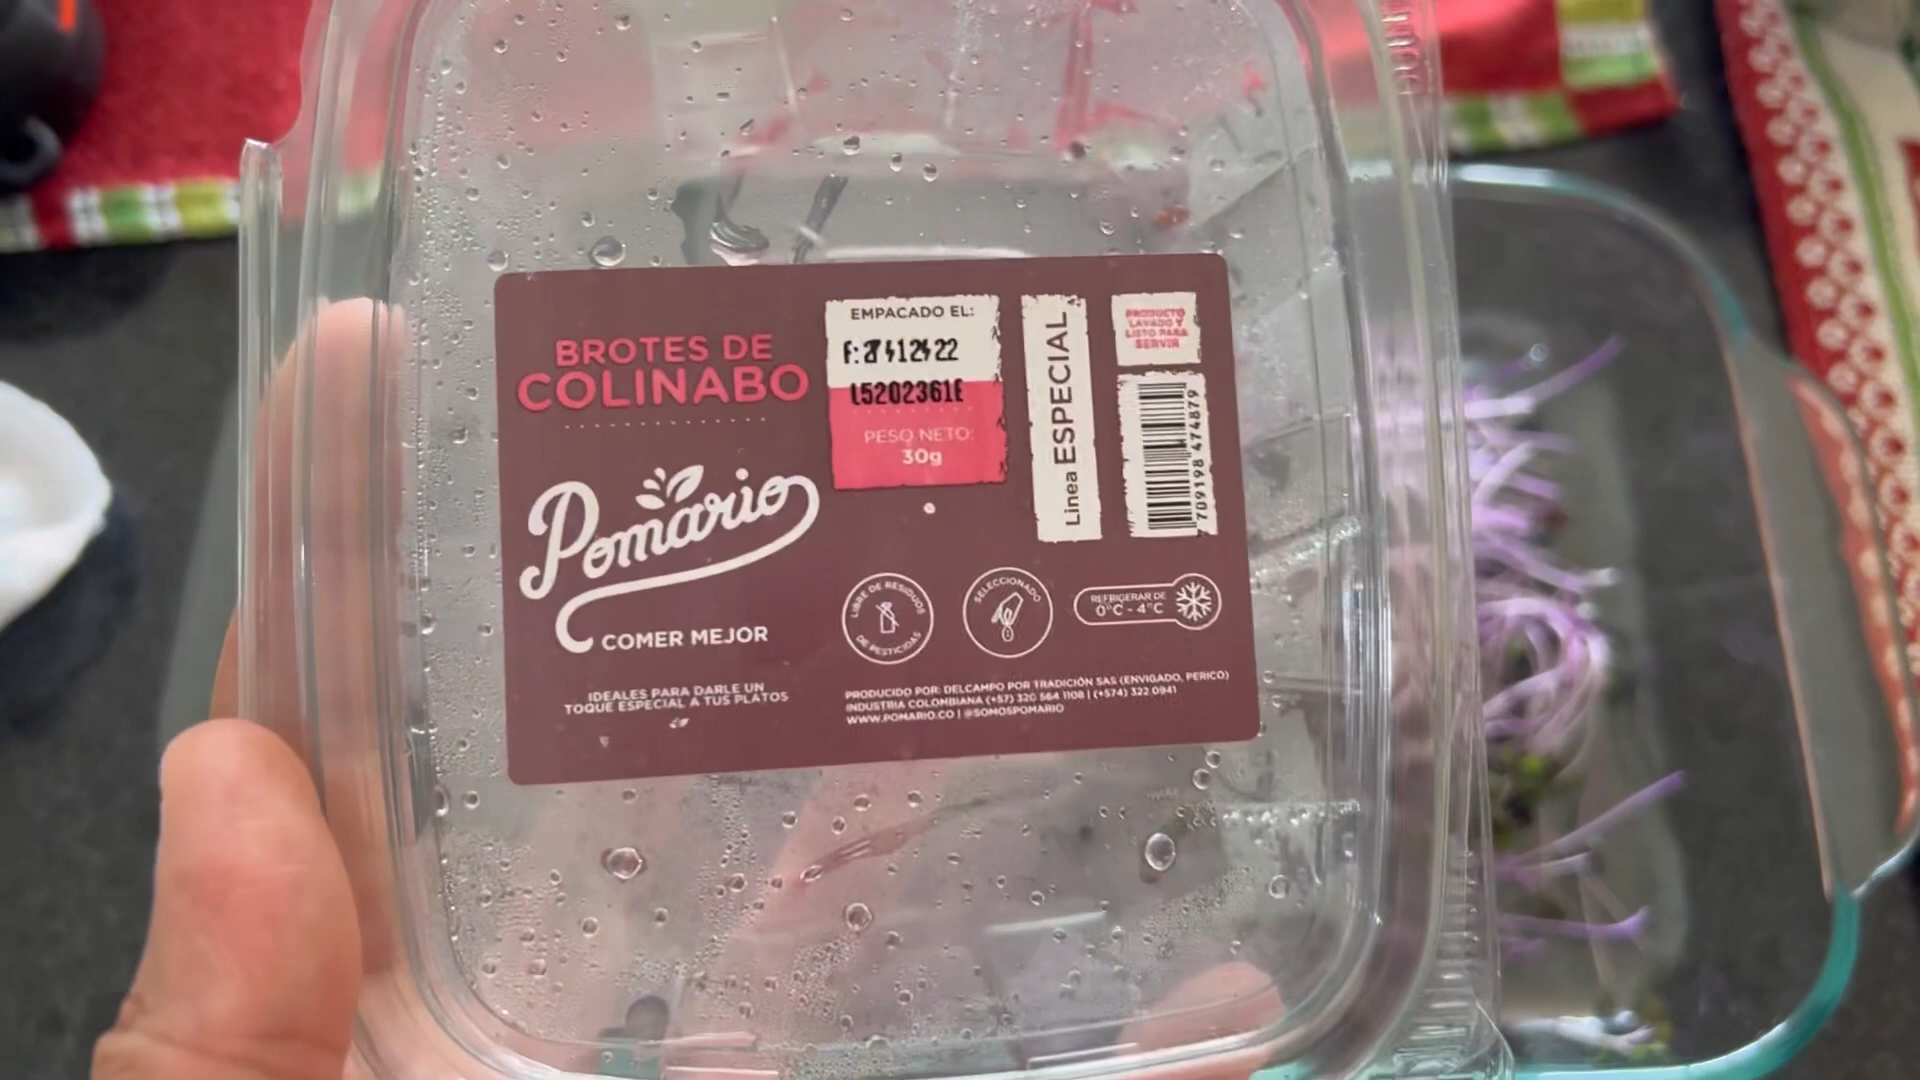 BROTES DE
COLINABO
Pomario
COMER MEJOR
IDEALES PARA DARLE UN
TOQUE ESPECIAL A TUS PLATOS
EMPACADO EL:
L5202361E
PESO NETO:
30g
Linea ESPECIAL
PRODUCTO
LAVADO Y
LISTO PARA
SERVIR
7 709198 474879
LIBRE DE RESIDUOS
DE PESTICIDAS
SELECCIONADO
REFRIGERAR DE
0°C - 4°C
PRODUCIDO POR: DELCAMPO POR TRADICIÓN SAS (ENVIGADO, PERICO)
INDUSTRIA COLOMBIANA (+57) 320 564 1108 | (+574) 322 0941
WWW.POMARIO.CO | @SOMOSPOMARIO